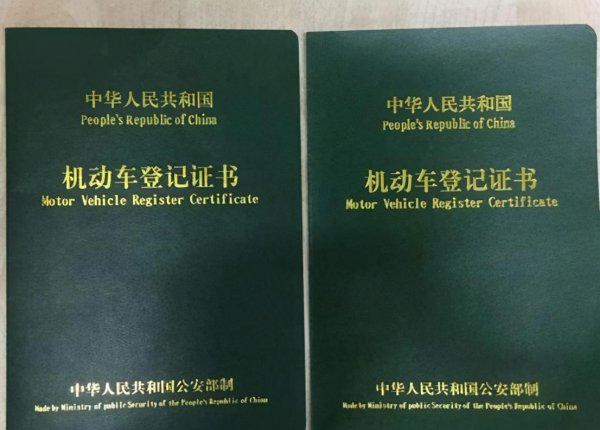 中华人民共和国
People's Republic of China
机动车登记证书
Motor Vehicle Register Certificate
中华人民共和国公安部制
Made by Ministry of public Security of the People's Republic of China
中华人民共和国
People's Republic of China
机动车登记证书
Motor Vehicle Register Certificate
中华人民共和国公安部制
Made by Ministry of public Security of the People's Republic of China